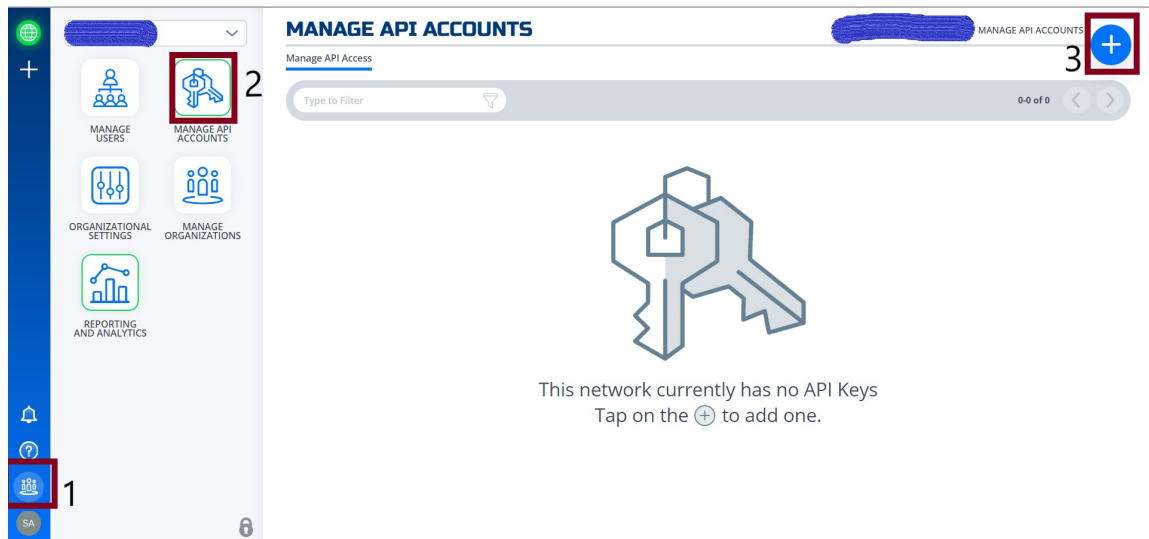 MANAGE API ACCOUNTS
MANAGE API ACCOUNTS
3
Manage API Access
2
Type to Filter
0-0 of 0
MANAGE
USERS
MANAGE API
ACCOUNTS
ORGANIZATIONAL
SETTINGS
MANAGE
ORGANIZATIONS
REPORTING
AND ANALYTICS
This network currently has no API Keys
Tap on the + to add one.
1
SA